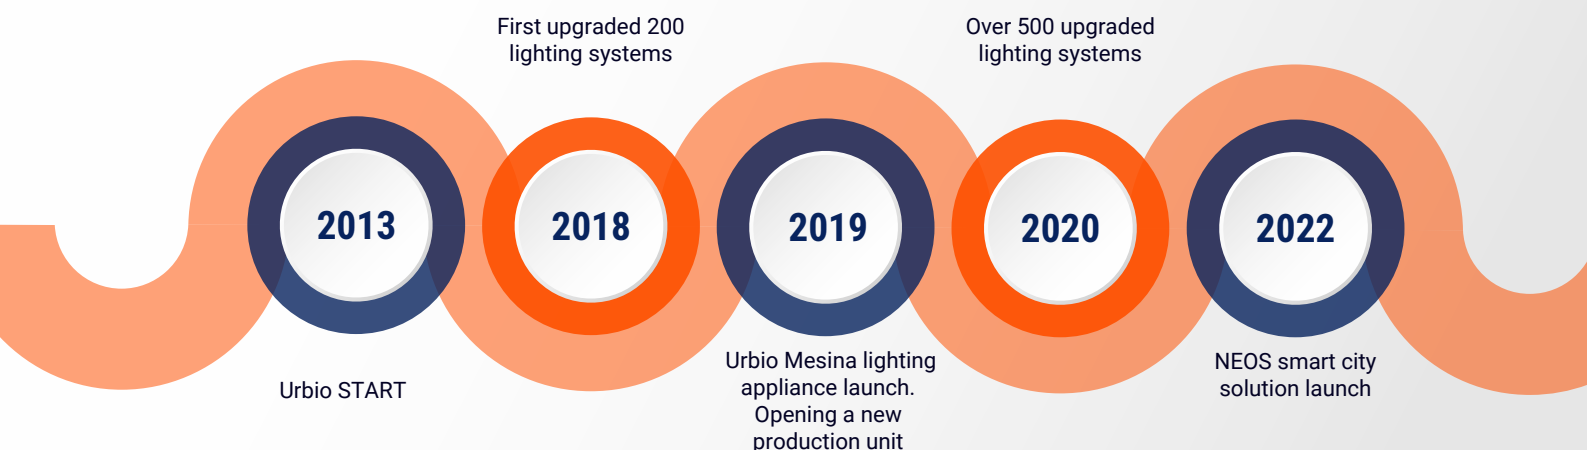 First upgraded 200
lighting systems
Over 500 upgraded
lighting systems
2013
2018
2019
2020
2022
Urbio START
Urbio Mesina lighting
appliance launch.
Opening a new
production unit
NEOS smart city
solution launch